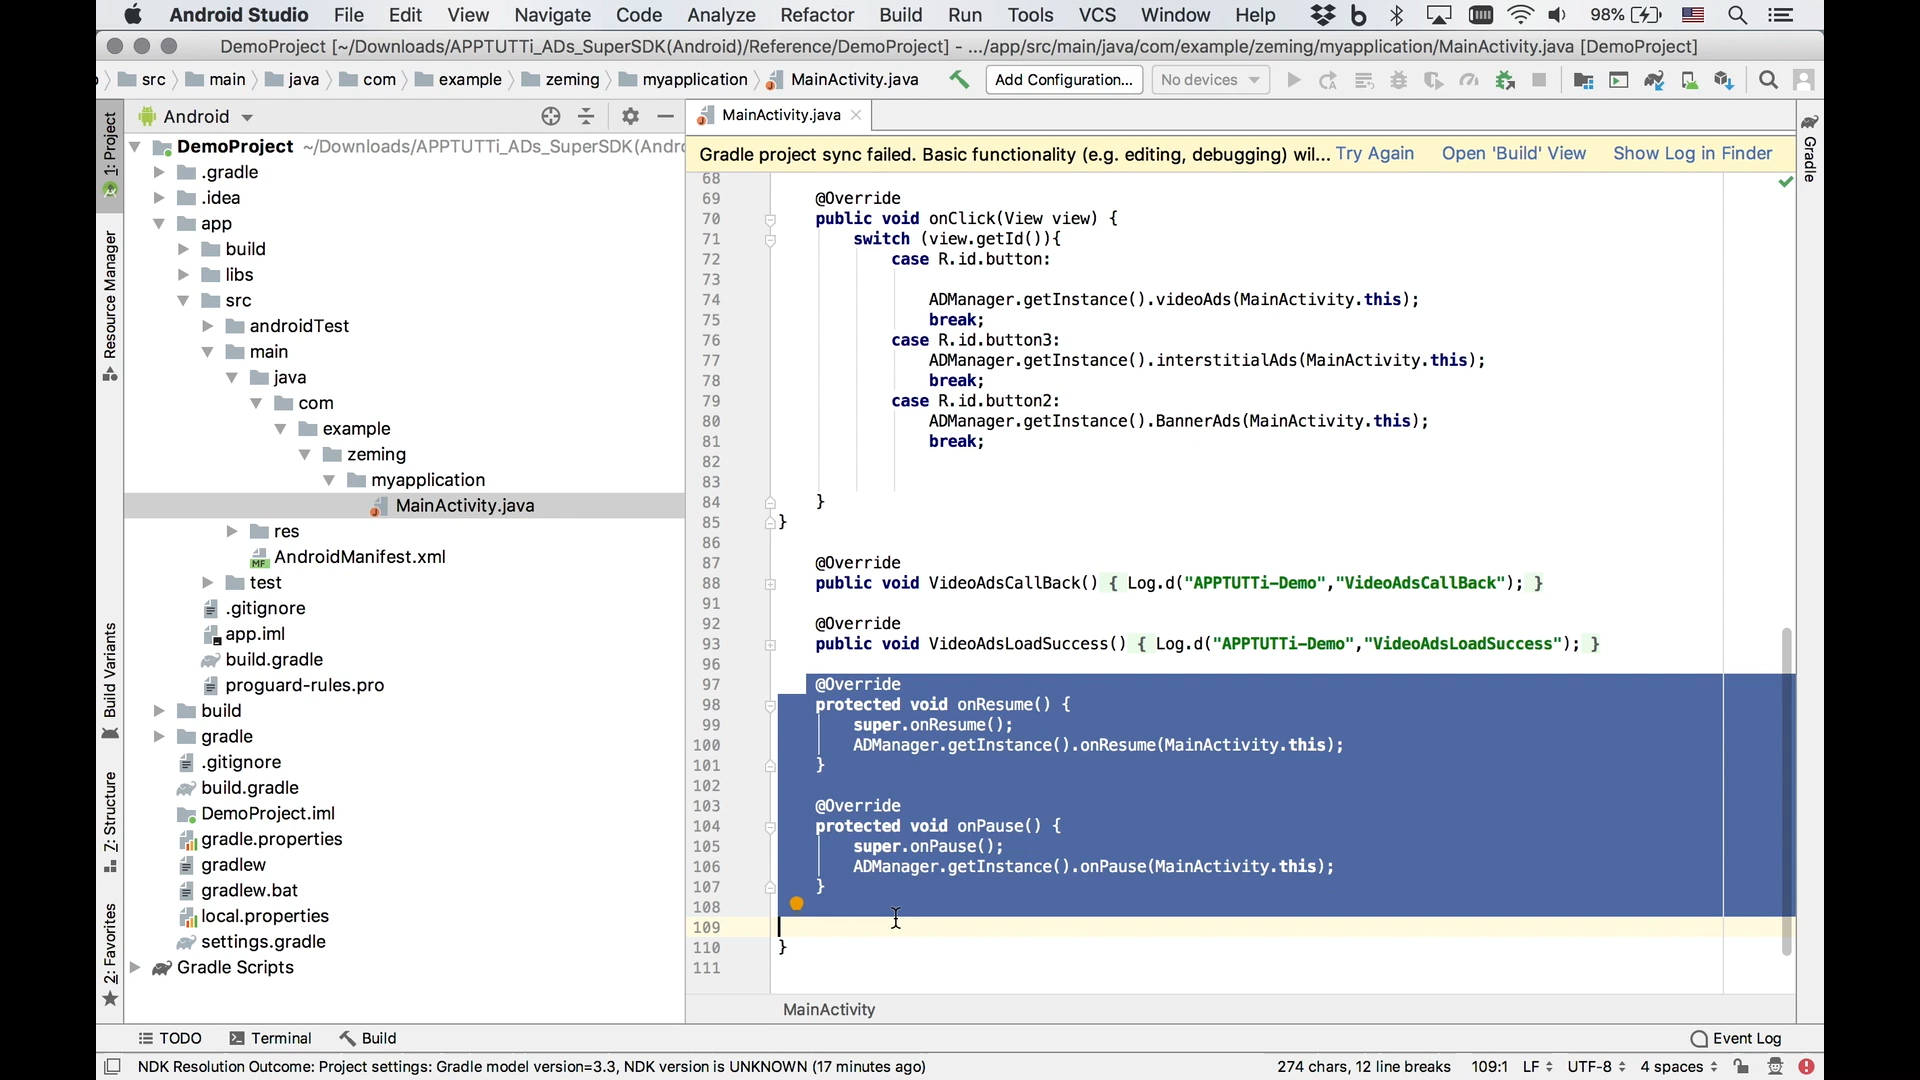 Android Studio File Edit View Navigate Code Analyze Refactor Build Run Tools VCS Window Help 98%
DemoProject [~/Downloads/APPTUTTi_ADs_SuperSDK(Android)/Reference/DemoProject] - .../app/src/main/java/com/example/zeming/myapplication/MainActivity.java [DemoProject]
src main java com example zeming myapplication MainActivity.java Add Configuration... No devices
Android
MainActivity.java
1: Project
Resource Manager
Build Variants
7: Structure
2: Favorites
Gradle
DemoProject ~/Downloads/APPTUTTi_ADs_SuperSDK(Andro
.gradle
.idea
app
build
libs
src
androidTest
main
java
com
example
zeming
myapplication
MainActivity.java
res
MF AndroidManifest.xml
test
.gitignore
app.iml
build.gradle
proguard-rules.pro
build
gradle
.gitignore
build.gradle
DemoProject.iml
gradle.properties
gradlew
gradlew.bat
local.properties
settings.gradle
Gradle Scripts
Gradle project sync failed. Basic functionality (e.g. editing, debugging) wil... Try Again Open 'Build' View Show Log in Finder
68
69 @Override
70 public void onClick(View view) {
71 switch (view.getId()){
72 case R.id.button:
73
74 ADManager.getInstance().videoAds(MainActivity.this);
75 break;
76 case R.id.button3:
77 ADManager.getInstance().interstitialAds(MainActivity.this);
78 break;
79 case R.id.button2:
80 ADManager.getInstance().BannerAds(MainActivity.this);
81 break;
82
83
84 }
85 }
86
87 @Override
88 public void VideoAdsCallBack() { Log.d("APPTUTTi-Demo","VideoAdsCallBack"); }
91
92 @Override
93 public void VideoAdsLoadSuccess() { Log.d("APPTUTTi-Demo","VideoAdsLoadSuccess"); }
96
97 @Override
98 protected void onResume() {
99 super.onResume();
100 ADManager.getInstance().onResume(MainActivity.this);
101 }
102
103 @Override
104 protected void onPause() {
105 super.onPause();
106 ADManager.getInstance().onPause(MainActivity.this);
107 }
108
109
110 }
111
MainActivity
TODO Terminal Build Event Log
NDK Resolution Outcome: Project settings: Gradle model version=3.3, NDK version is UNKNOWN (17 minutes ago) 274 chars, 12 line breaks 109:1 LF UTF-8 4 spaces